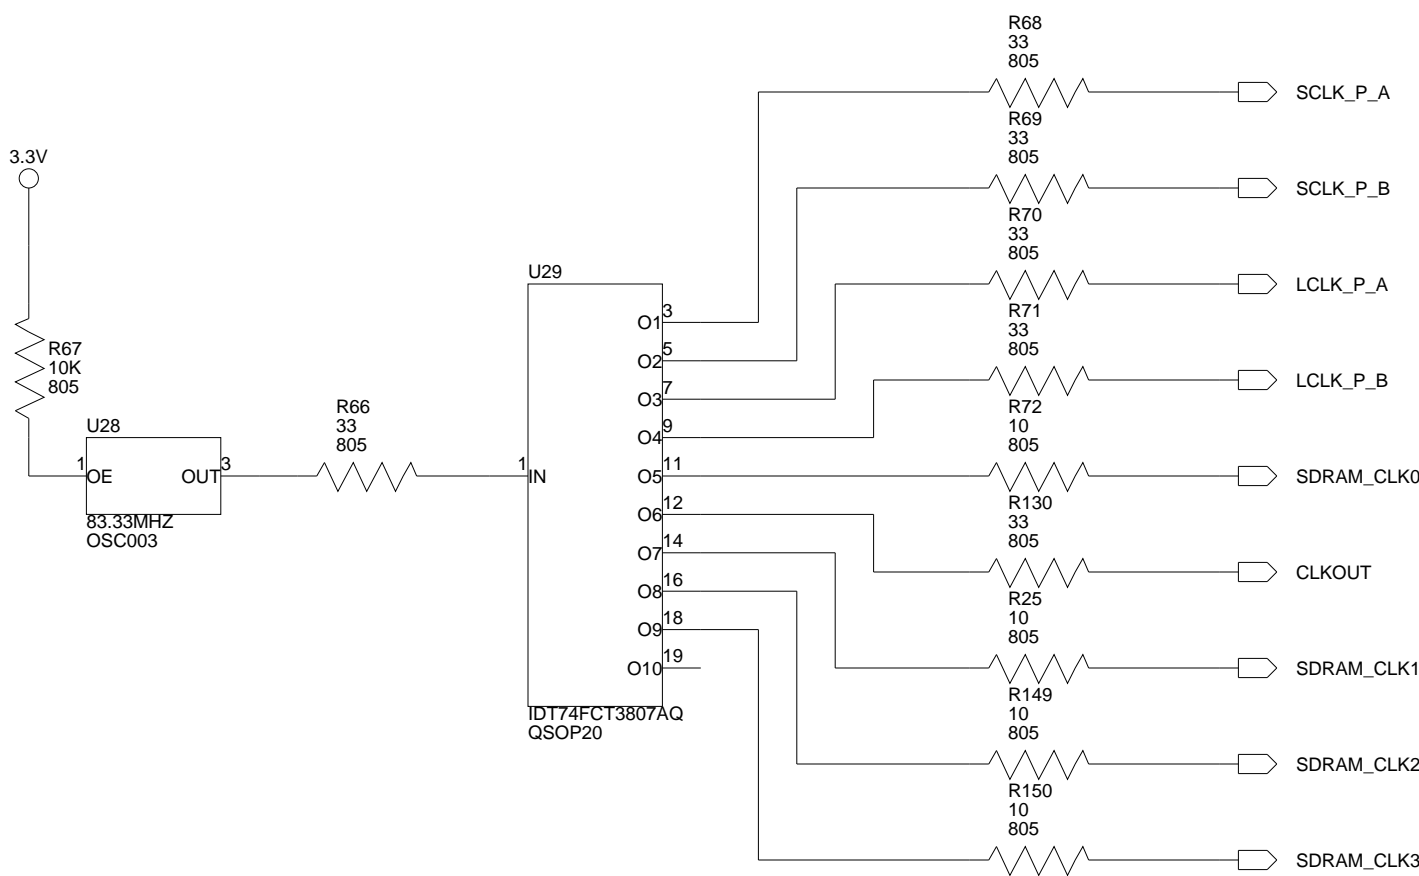 R68
33
805
SCLK_P_A
R69
33
805
SCLK_P_B
R70
33
805
LCLK_P_A
R71
33
805
LCLK_P_B
R72
10
805
SDRAM_CLK0
R130
33
805
CLKOUT
R25
10
805
SDRAM_CLK1
R149
10
805
SDRAM_CLK2
R150
10
805
SDRAM_CLK3
3.3V
R67
10K
805
U28
1
OE
OUT
3
83.33MHZ
OSC003
R66
33
805
U29
1
IN
O1
3
O2
5
O3
7
O4
9
O5
11
O6
12
O7
14
O8
16
O9
18
O10
19
IDT74FCT3807AQ
QSOP20